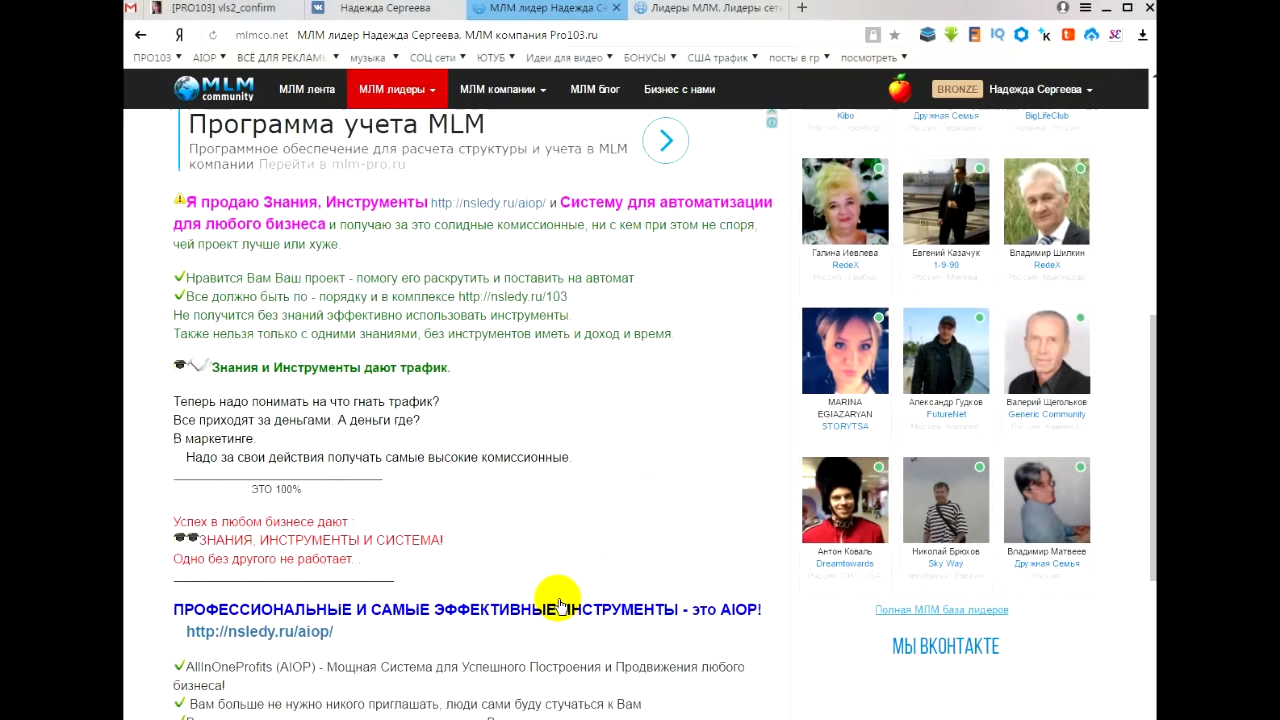 [PRO103] vls2_confirm
Надежда Сергеева
МЛМ лидер Надежда Се
Лидеры МЛМ. Лидеры сете
Я
МЛМ лидер Надежда Сергеева, МЛМ компания Pro103.ru
ПРО103
AIOP
ВСЁ ДЛЯ РЕКЛАМЫ
музыка
СОЦ сети
ЮТУБ
Идеи для видео
БОНУСЫ
США трафик
посты в гр
посмотреть
MLM community
МЛМ лента
МЛМ лидеры
МЛМ компании
МЛМ блог
Бизнес с нами
BRONZE
Надежда Сергеева
Программа учета MLM
Программное обеспечение для расчета структуры и учета в MLM
компании Перейти в mlm-pro.ru
Я продаю Знания, Инструменты http://nsledy.ru/aiop/ и Систему для автоматизации
для любого бизнеса и получаю за это солидные комиссионные, ни с кем при этом не споря,
чей проект лучше или хуже.
Нравится Вам Ваш проект - помогу его раскрутить и поставить на автомат.
Все должно быть по - порядку и в комплексе http://nsledy.ru/103
Не получится без знаний эффективно использовать инструменты.
Также нельзя только с одними знаниями, без инструментов иметь и доход и время.
Знания и Инструменты дают трафик.
Теперь надо понимать на что гнать трафик?
Все приходят за деньгами. А деньги где?
В маркетинге.
Надо за свои действия получать самые высокие комиссионные.
ЭТО 100%
Успех в любом бизнесе дают :
ЗНАНИЯ, ИНСТРУМЕНТЫ И СИСТЕМА!
Одно без другого не работает...
ПРОФЕССИОНАЛЬНЫЕ И САМЫЕ ЭФФЕКТИВНЫЕ ИНСТРУМЕНТЫ - это AIOP!
http://nsledy.ru/aiop/
AllInOneProfits (AIOP) - Мощная Система для Успешного Построения и Продвижения любого
бизнеса!
Вам больше не нужно никого приглашать, люди сами буду стучаться к Вам
Kibo
Дружная Семья
BigLifeClub
Галина Иевлева
RedeX
Евгений Казачук
1-9-90
Россия Москва
Владимир Шилкин
RedeX
Россия Краснодар
MARINA
EGIAZARYAN
STORYTSA
Александр Гудков
FutureNet
Валерий Щегольков
Generic Community
Антон Коваль
Dreamtowards
Николай Брюхов
Sky Way
Владимир Матвеев
Дружная Семья
Россия
Полная МЛМ база лидеров
МЫ ВКОНТАКТЕ